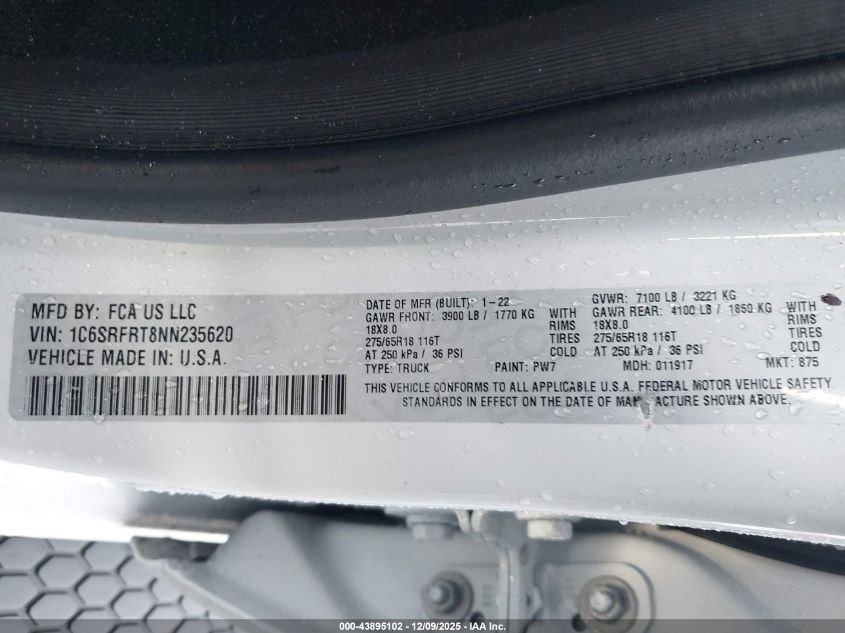 MFD BY: FCA US LLC
VIN: 1C6SRFRT8NN235620
VEHICLE MADE IN: U.S.A.
DATE OF MFR (BUILT): 1-22
GVWR: 7100 LB / 3221 KG
GAWR FRONT: 3900 LB / 1770 KG WITH
18X8.0 RIMS
275/65R18 116T TIRES
AT 250 kPa / 36 PSI COLD
GAWR REAR: 4100 LB / 1850 KG WITH
18X8.0 RIMS
275/65R18 116T TIRES
AT 250 kPa / 36 PSI COLD
TYPE: TRUCK PAINT: PW7 MDH: 011917 MKT: 875
THIS VEHICLE CONFORMS TO ALL APPLICABLE U.S.A. FEDERAL MOTOR VEHICLE SAFETY
STANDARDS IN EFFECT ON THE DATE OF MANUFACTURE SHOWN ABOVE.
000-43895102 - 12/09/2025 - IAA Inc.